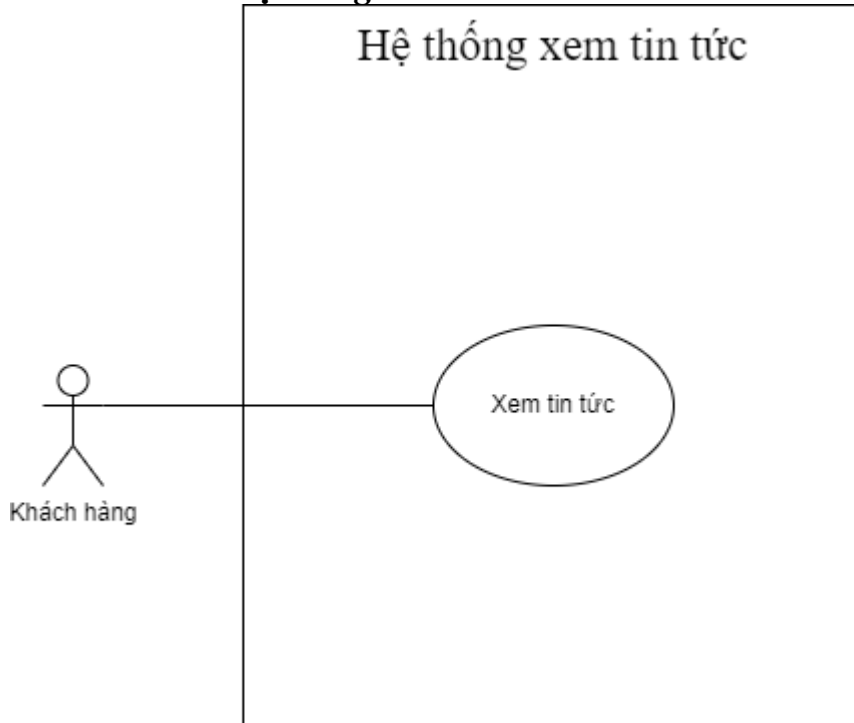 Hệ thống xem tin tức
Xem tin tức
Khách hàng